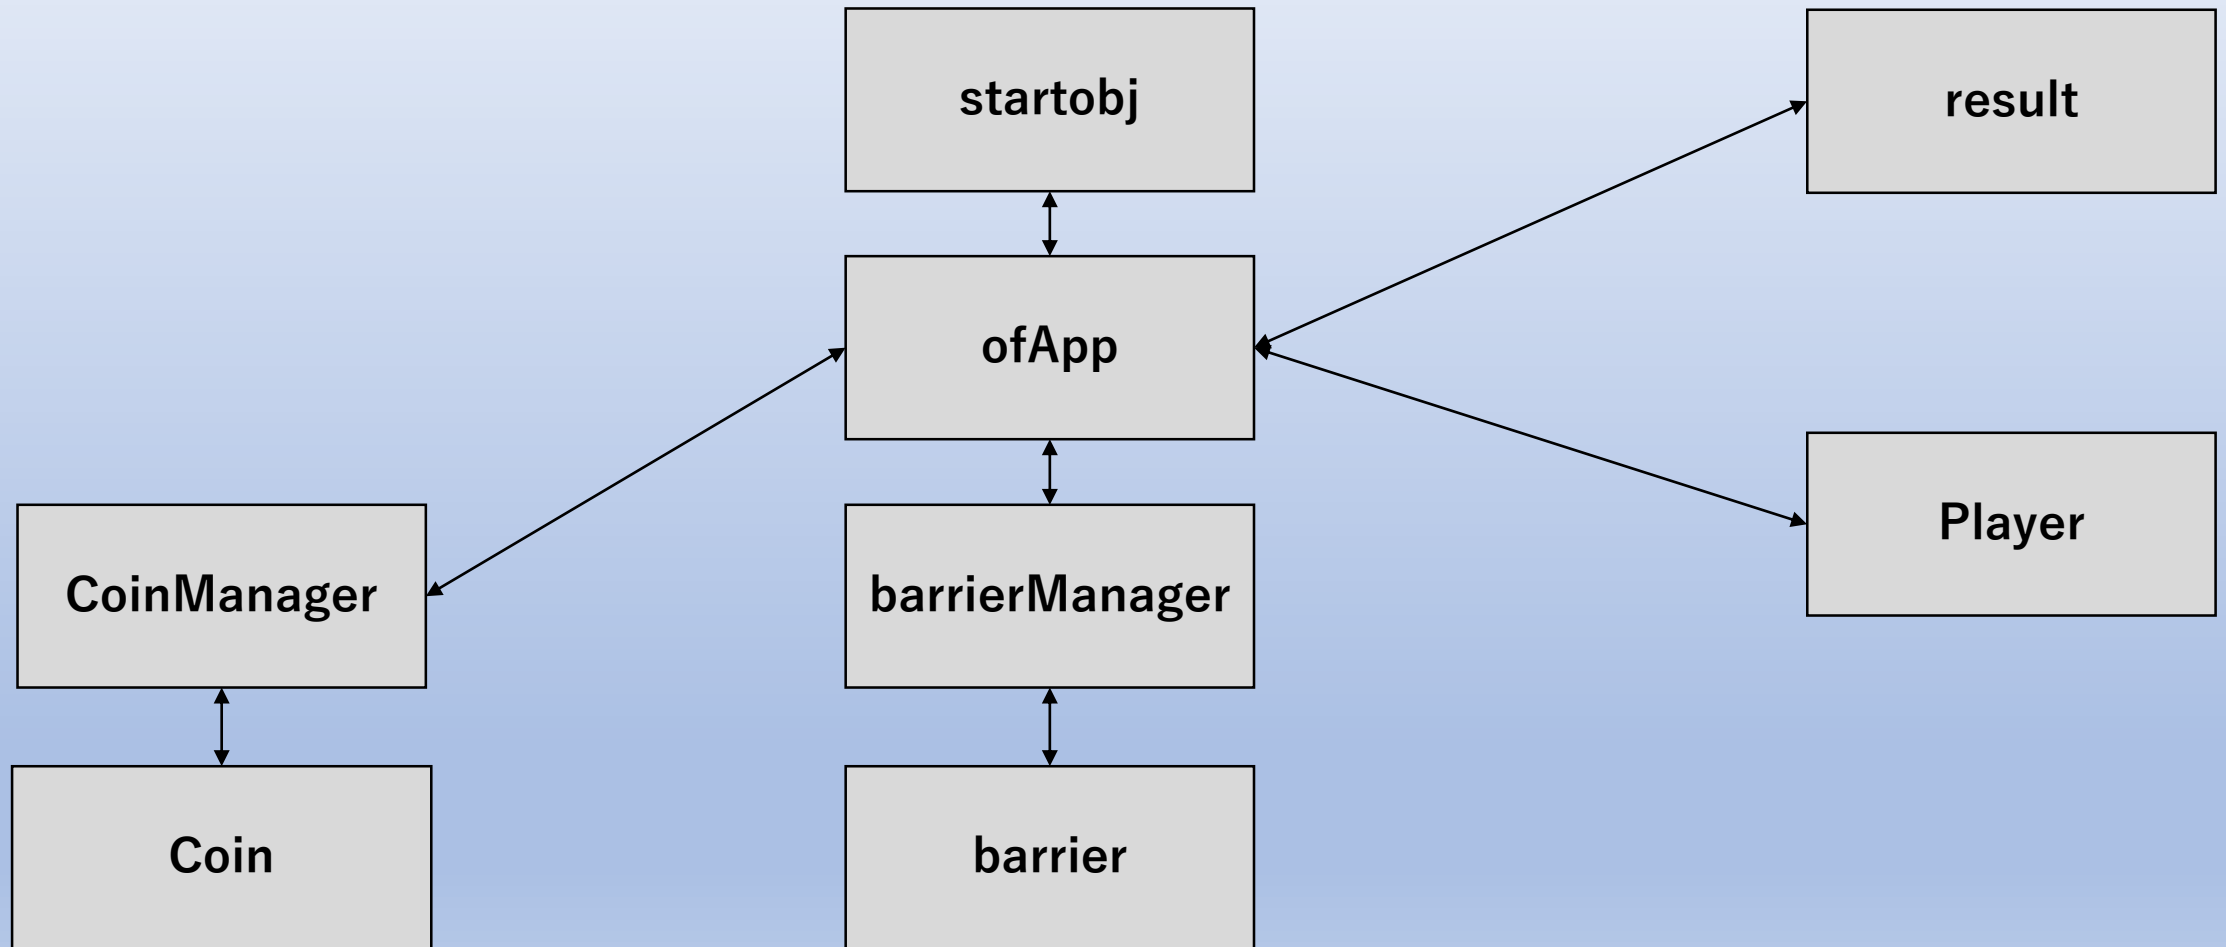 startobj
result
ofApp
Player
CoinManager
barrierManager
Coin
barrier